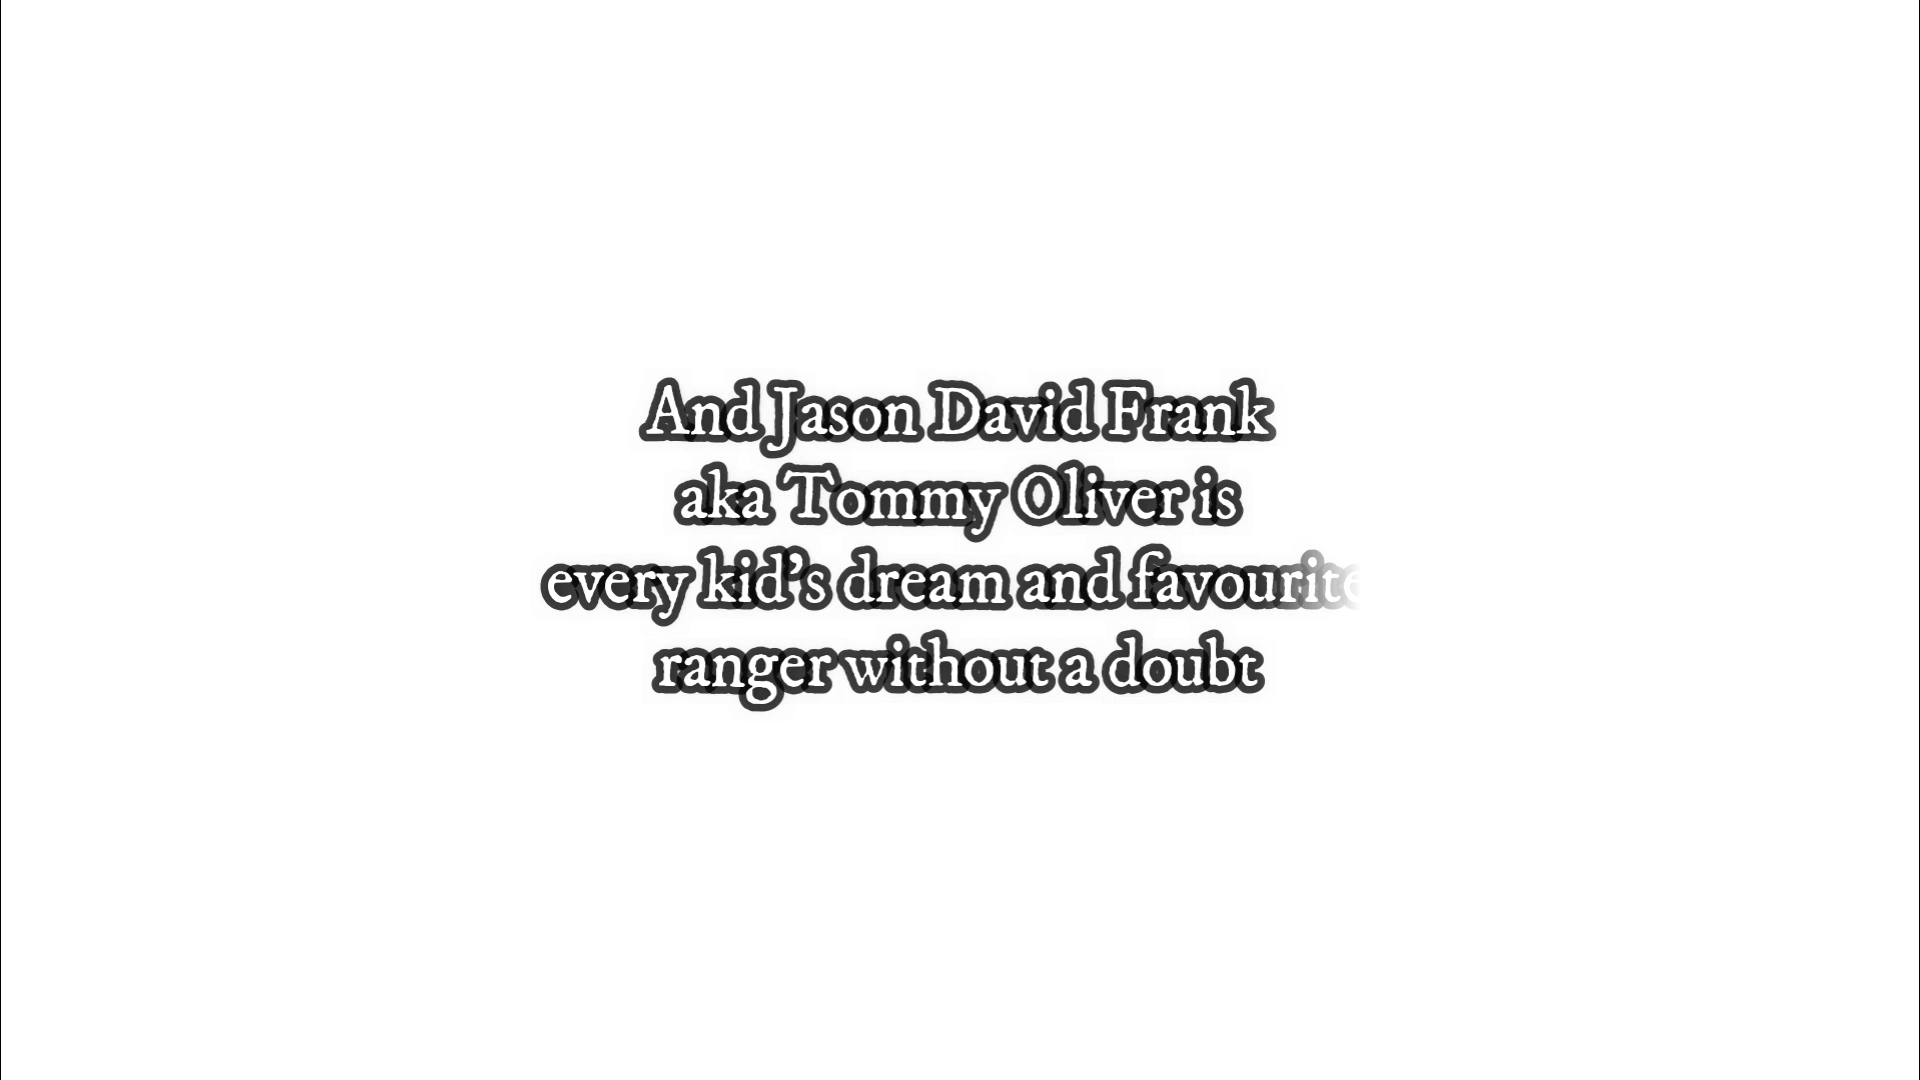 And Jason David Frank
aka Tommy Oliver is
every kid's dream and favourite
ranger without a doubt